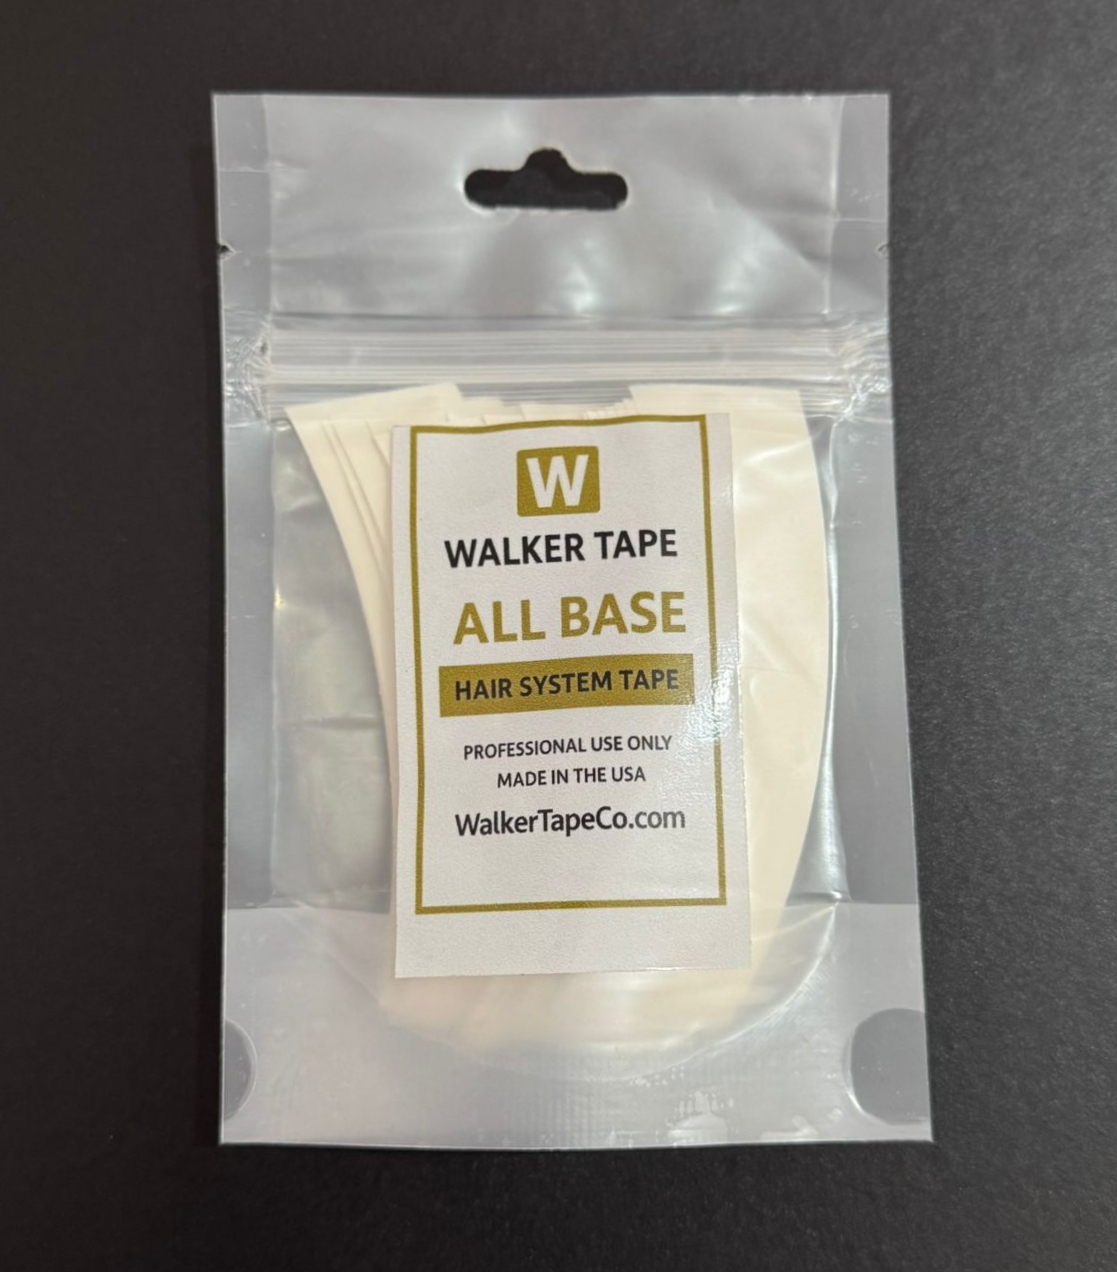 W
WALKER TAPE
ALL BASE
HAIR SYSTEM TAPE
PROFESSIONAL USE ONLY
MADE IN THE USA
WalkerTapeCo.com